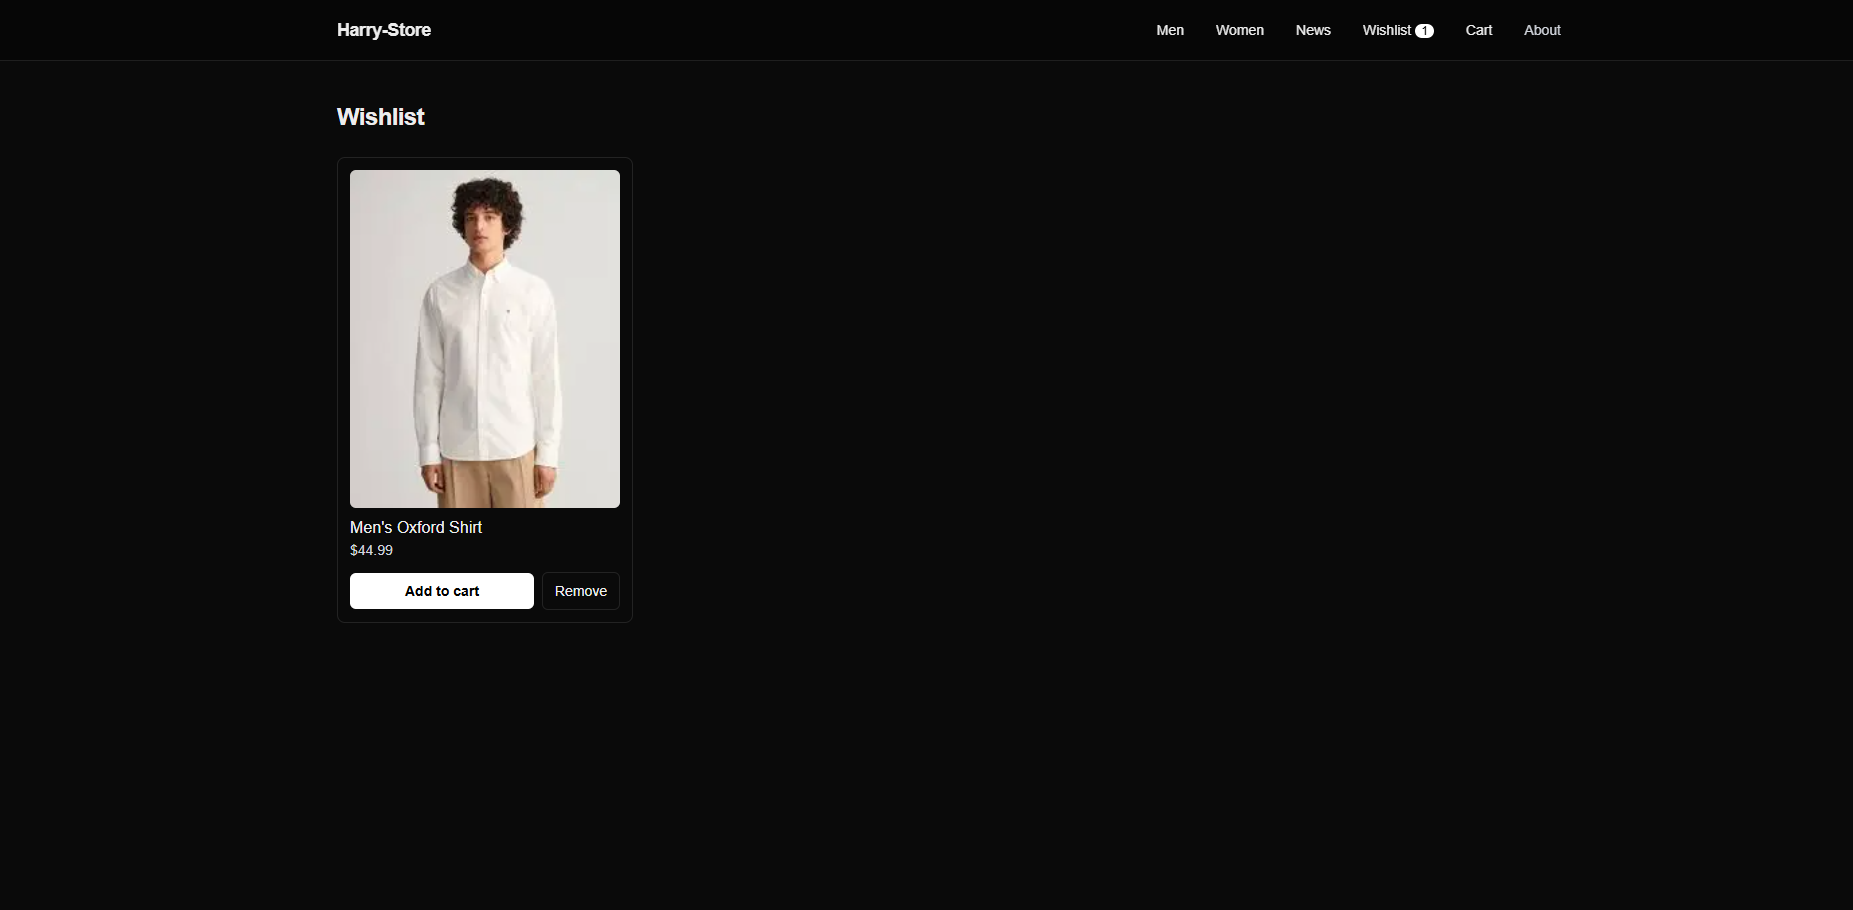 Harry-Store
Men Women News Wishlist 1 Cart About
Wishlist
Men's Oxford Shirt
$44.99
Add to cart Remove